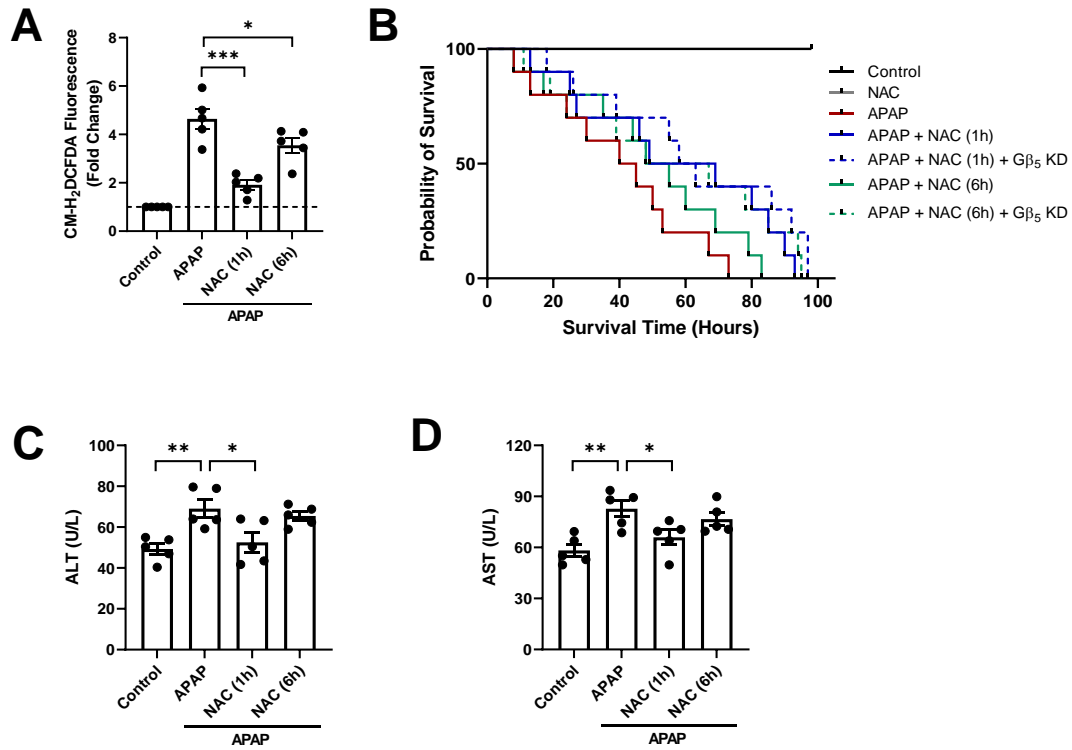 A
CM-H₂DCFDA Fluorescence
(Fold Change)
8
6
4
2
0
***
*
Control
APAP
NAC (1h)
NAC (6h)
APAP
B
Probability of Survival
100
50
0
0 20 40 60 80 100
Survival Time (Hours)
Control
NAC
APAP
APAP + NAC (1h)
APAP + NAC (1h) + Gβ₅ KD
APAP + NAC (6h)
APAP + NAC (6h) + Gβ₅ KD
C
ALT (U/L)
100
80
60
40
20
0
** *
Control
APAP
NAC (1h)
NAC (6h)
APAP
D
AST (U/L)
120
90
60
30
0
** *
Control
APAP
NAC (1h)
NAC (6h)
APAP